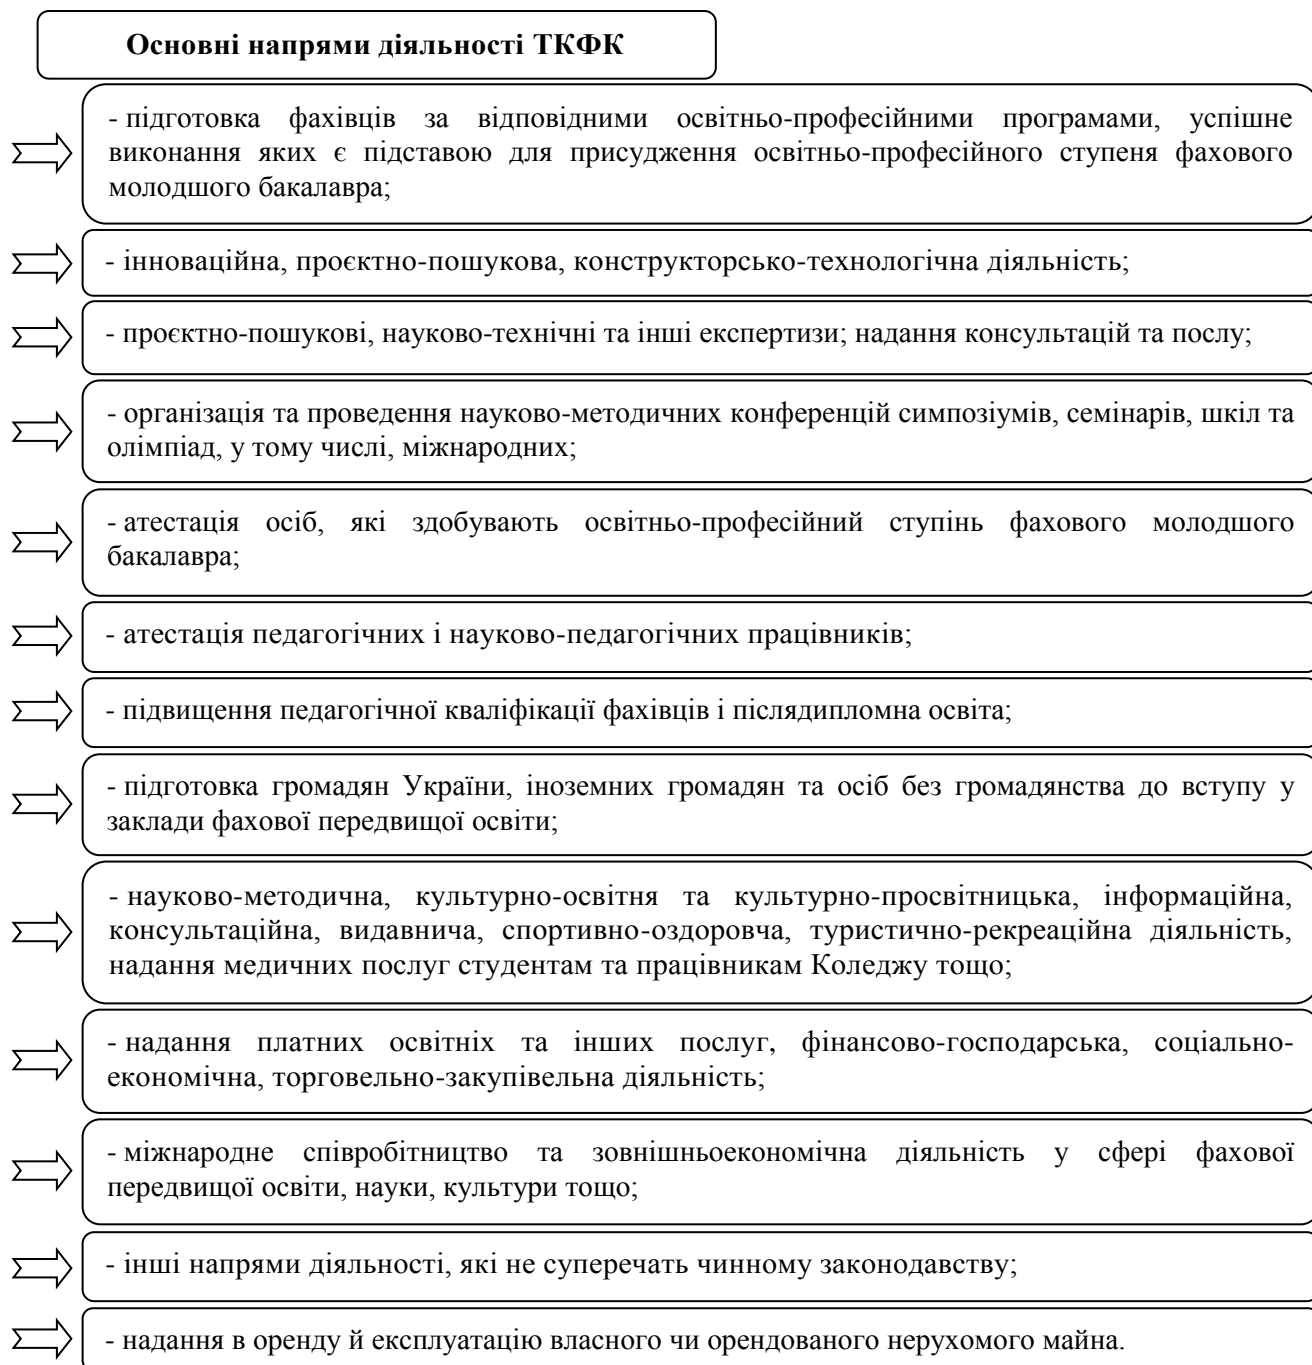 Основні напрями діяльності ТКФК
- підготовка фахівців за відповідними освітньо-професійними програмами, успішне
виконання яких є підставою для присудження освітньо-професійного ступеня фахового
молодшого бакалавра;
- інноваційна, проєктно-пошукова, конструкторсько-технологічна діяльність;
- проєктно-пошукові, науково-технічні та інші експертизи; надання консультацій та послу;
- організація та проведення науково-методичних конференцій симпозіумів, семінарів, шкіл та
олімпіад, у тому числі, міжнародних;
- атестація осіб, які здобувають освітньо-професійний ступінь фахового молодшого
бакалавра;
- атестація педагогічних і науково-педагогічних працівників;
- підвищення педагогічної кваліфікації фахівців і післядипломна освіта;
- підготовка громадян України, іноземних громадян та осіб без громадянства до вступу у
заклади фахової передвищої освіти;
- науково-методична, культурно-освітня та культурно-просвітницька, інформаційна,
консультаційна, видавнича, спортивно-оздоровча, туристично-рекреаційна діяльність,
надання медичних послуг студентам та працівникам Коледжу тощо;
- надання платних освітніх та інших послуг, фінансово-господарська, соціально-
економічна, торговельно-закупівельна діяльність;
- міжнародне співробітництво та зовнішньоекономічна діяльність у сфері фахової
передвищої освіти, науки, культури тощо;
- інші напрями діяльності, які не суперечать чинному законодавству;
- надання в оренду й експлуатацію власного чи орендованого нерухомого майна.